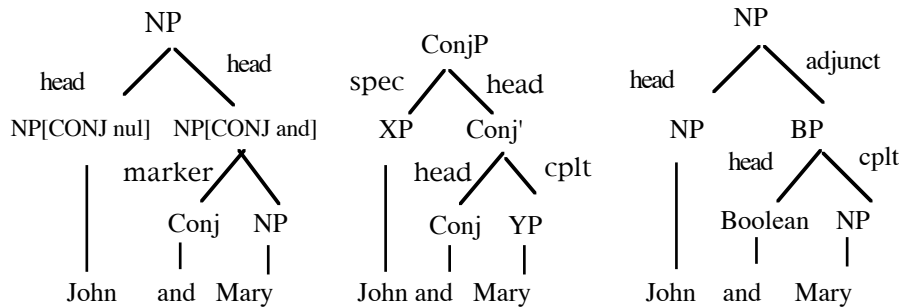 NP
head
head
NP[CONJ nul] NP[CONJ and]
marker
Conj NP
John and Mary
ConjP
spec head
XP Conj'
head cplt
Conj YP
John and Mary
NP
head adjunct
NP BP
head cplt
Boolean NP
John and Mary